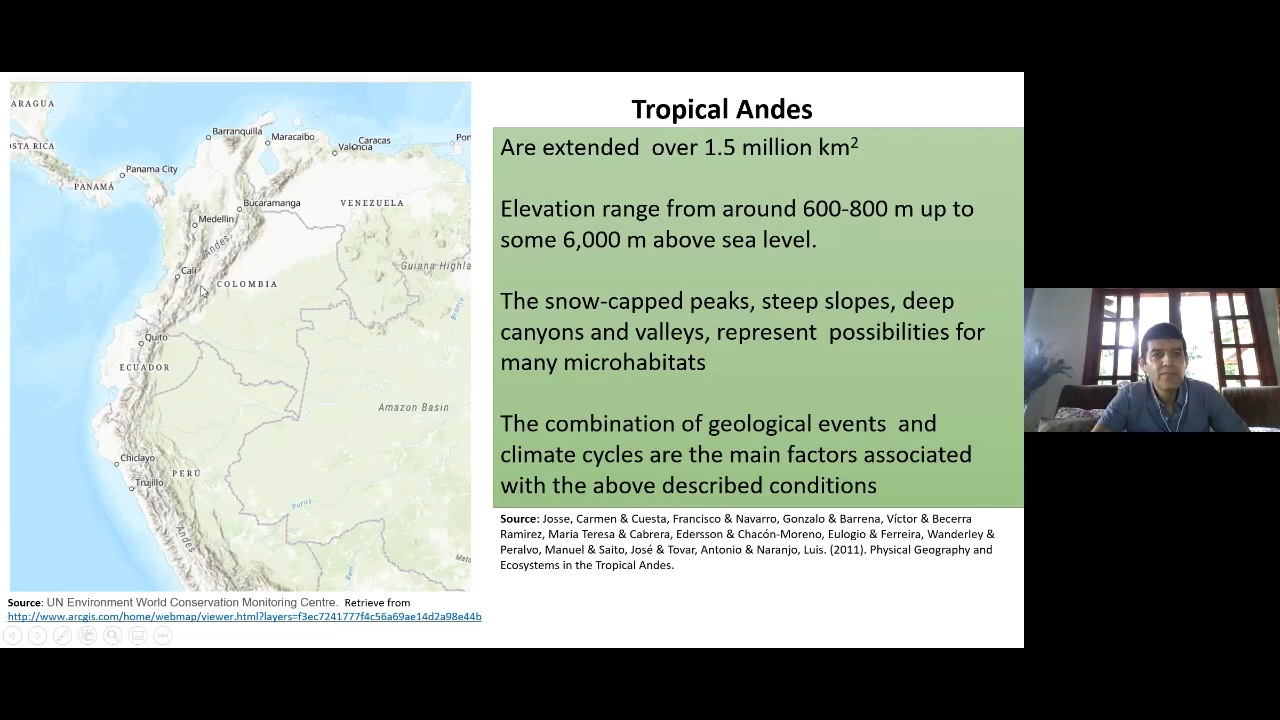 Tropical Andes
Are extended over 1.5 million km²
Elevation range from around 600-800 m up to
some 6,000 m above sea level.
The snow-capped peaks, steep slopes, deep
canyons and valleys, represent possibilities for
many microhabitats
The combination of geological events and
climate cycles are the main factors associated
with the above described conditions
Source: Josse, Carmen & Cuesta, Francisco & Navarro, Gonzalo & Barrena, Víctor & Becerra
Ramirez, Maria Teresa & Cabrera, Edersson & Chacón-Moreno, Eulogio & Ferreira, Wanderley &
Peralvo, Manuel & Saito, José & Tovar, Antonio & Naranjo, Luis. (2011). Physical Geography and
Ecosystems in the Tropical Andes.
ARAGUA
OSTA RICA
PANAMÁ
Panama City
Barranquilla
Maracaibo
Valencia
Caracas
Por
Bucaramanga
VENEZUELA
Medellin
Andes
Cali
COLOMBIA
Guiana Highla
Branco
Quito
ECUADOR
Amazon Basin
Chiclayo
PERÚ
Trujillo
Purús
Andes
Beni
Mato
Source: UN Environment World Conservation Monitoring Centre. Retrieve from
http://www.arcgis.com/home/webmap/viewer.html?layers=f3ec7241777f4c56a69ae14d2a98e44b